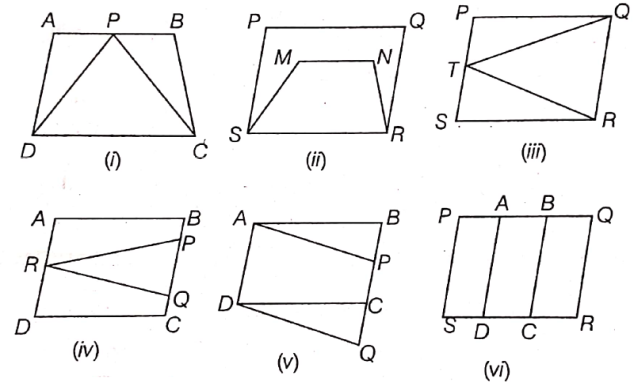 A P B
D C
(i)
P Q
M N
S R
(ii)
P Q
T
S R
(iii)
A B
P
R
Q
D C
(iv)
A B
P
D C
Q
(v)
P A B Q
S D C R
(vi)